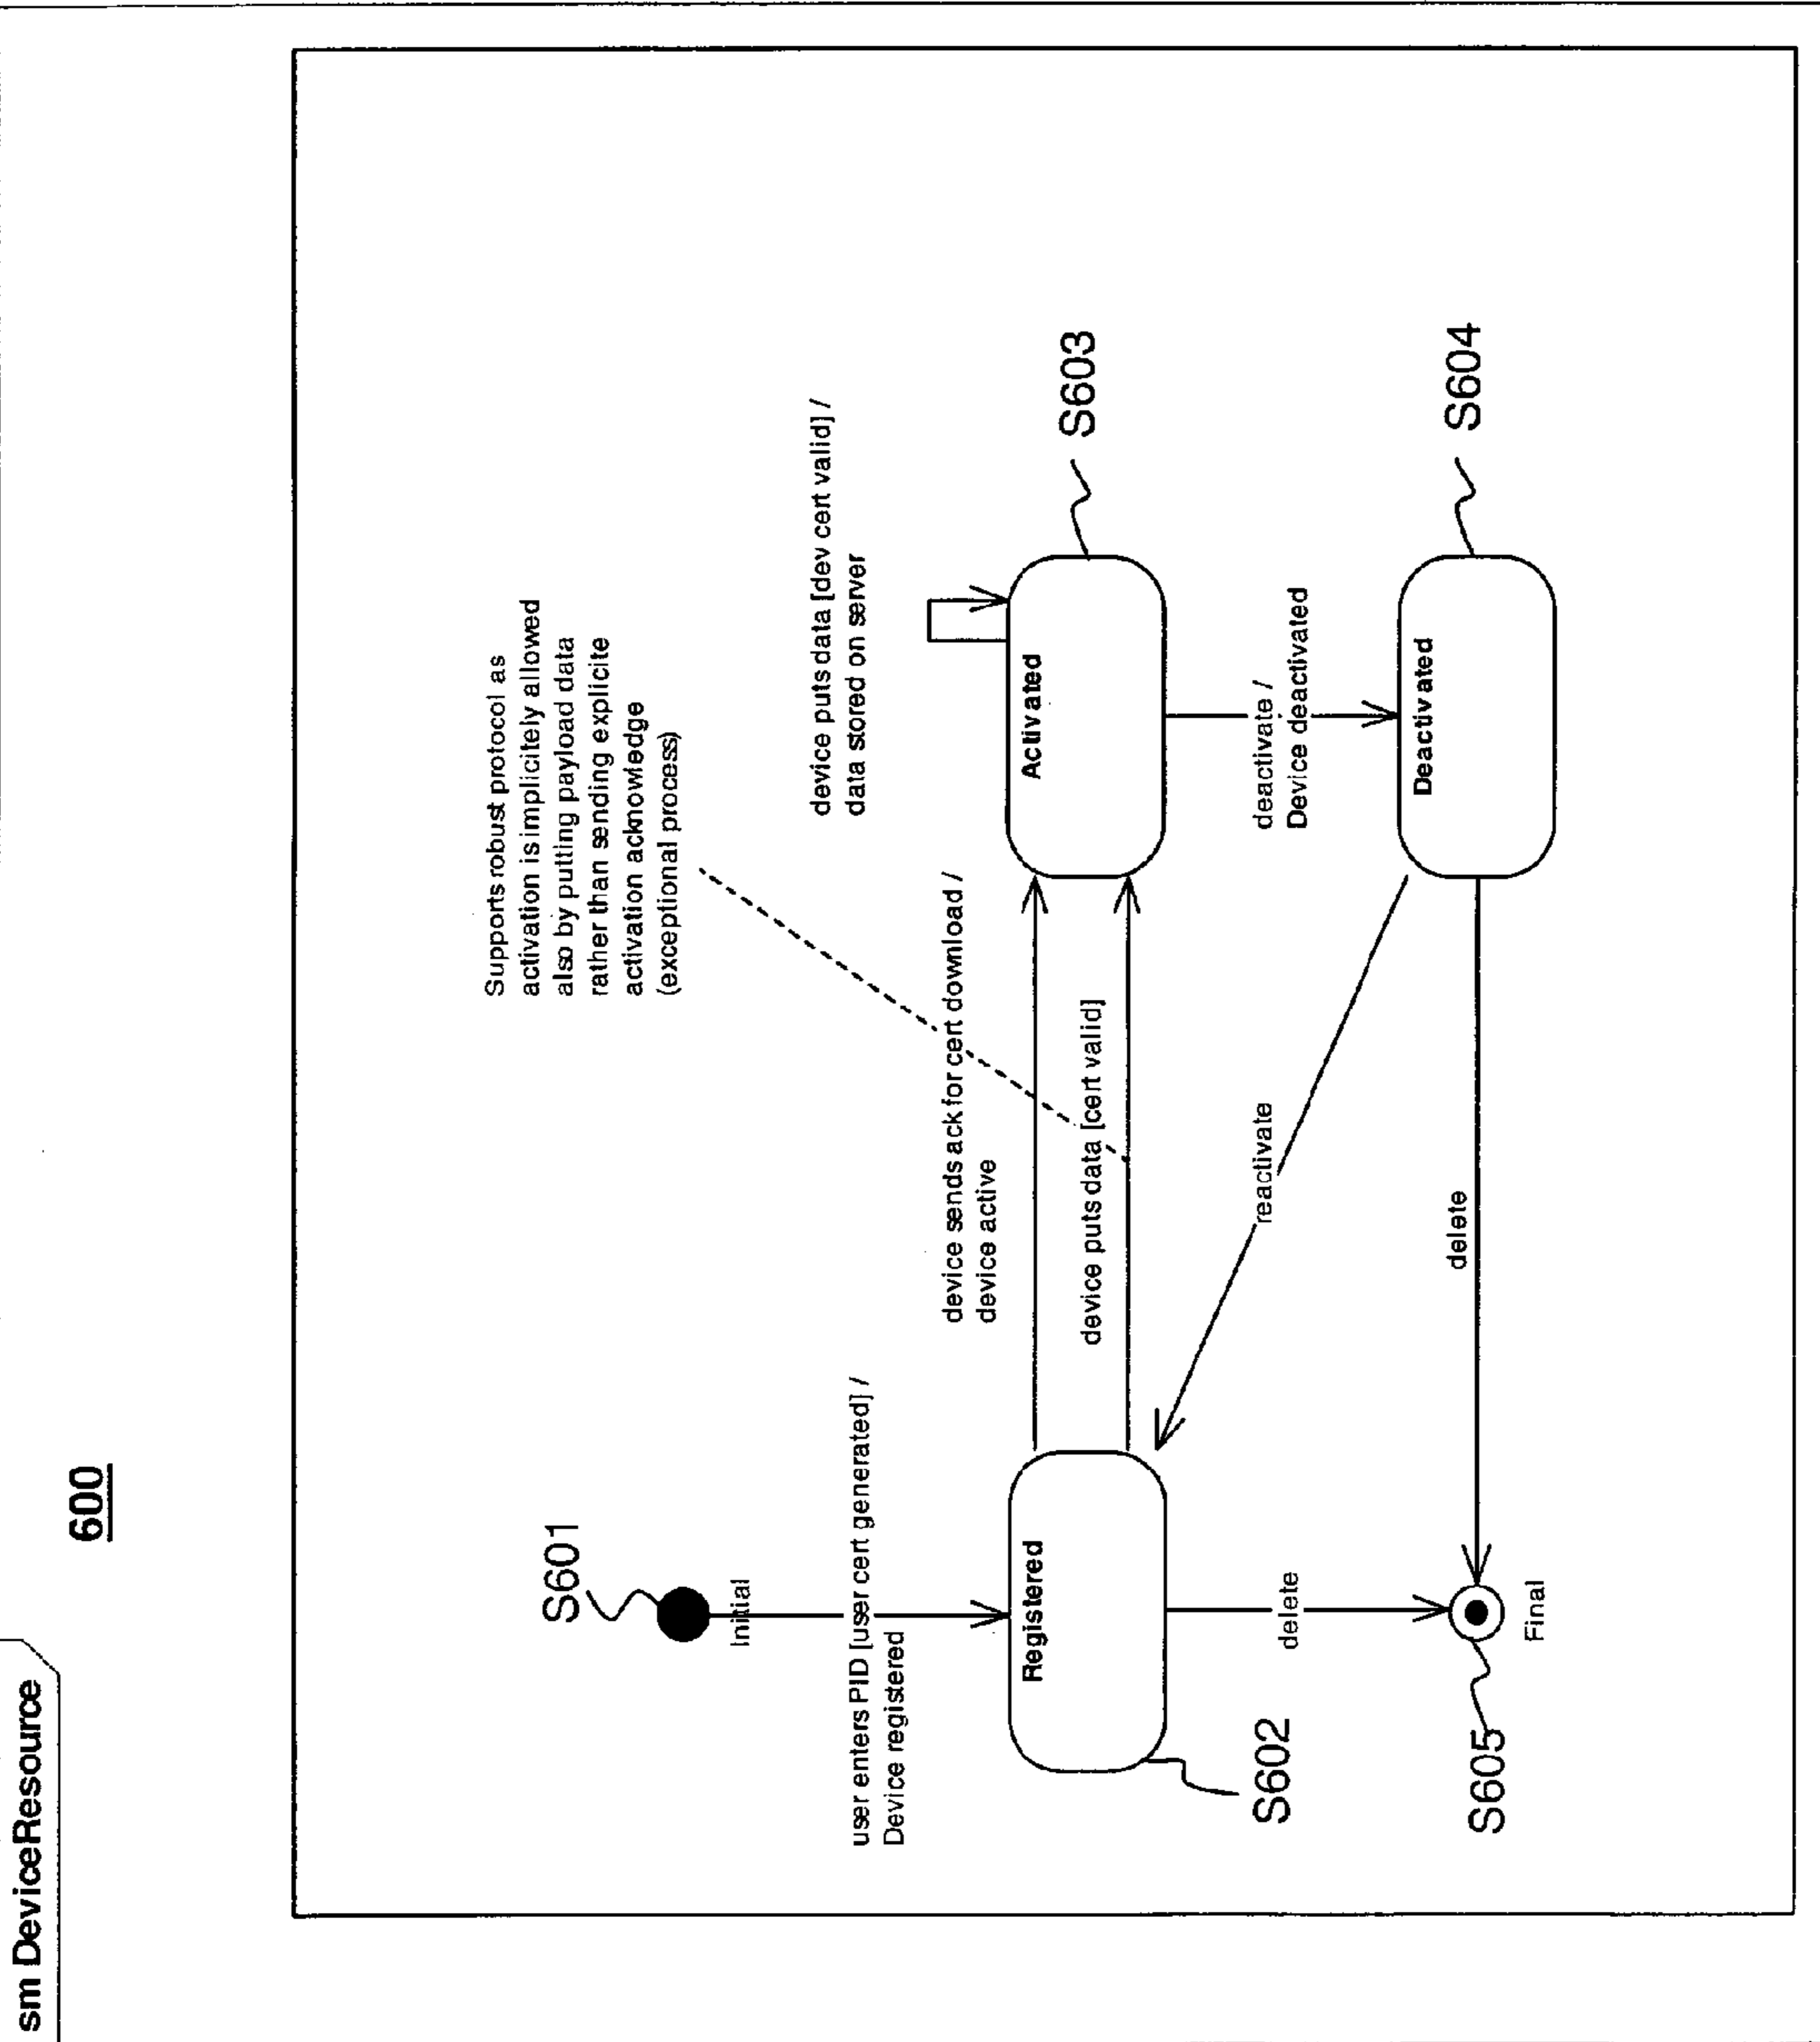 sm DeviceResource
600
S601
Initial
user enters PID [user cert generated] /
Device registered
Registered
S602
delete
S605
Final
Supports robust protocol as
activation is implicitely allowed
also by putting payload data
rather than sending explicite
activation acknowledge
(exceptional process)
device sends ack for cert download /
device active
device puts data [cert valid]
reactivate
delete
device puts data [dev cert valid] /
data stored on server
Activated
S603
deactivate /
Device deactivated
Deactivated
S604